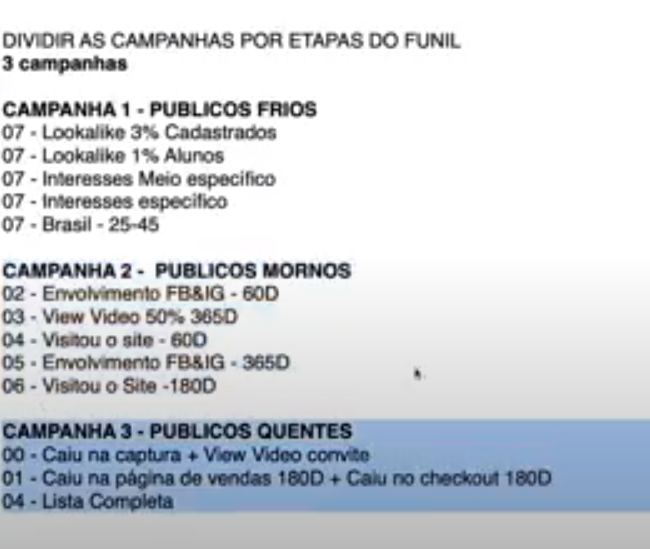 DIVIDIR AS CAMPANHAS POR ETAPAS DO FUNIL
3 campanhas
CAMPANHA 1 - PUBLICOS FRIOS
07 - Lookalike 3% Cadastrados
07 - Lookalike 1% Alunos
07 - Interesses Meio específico
07 - Interesses específico
07 - Brasil - 25-45
CAMPANHA 2 - PUBLICOS MORNOS
02 - Envolvimento FB&IG - 60D
03 - View Video 50% 365D
04 - Visitou o site - 60D
05 - Envolvimento FB&IG - 365D
06 - Visitou o Site -180D
CAMPANHA 3 - PUBLICOS QUENTES
00 - Caiu na captura + View Video convite
01 - Caiu na página de vendas 180D + Caiu no checkout 180D
04 - Lista Completa